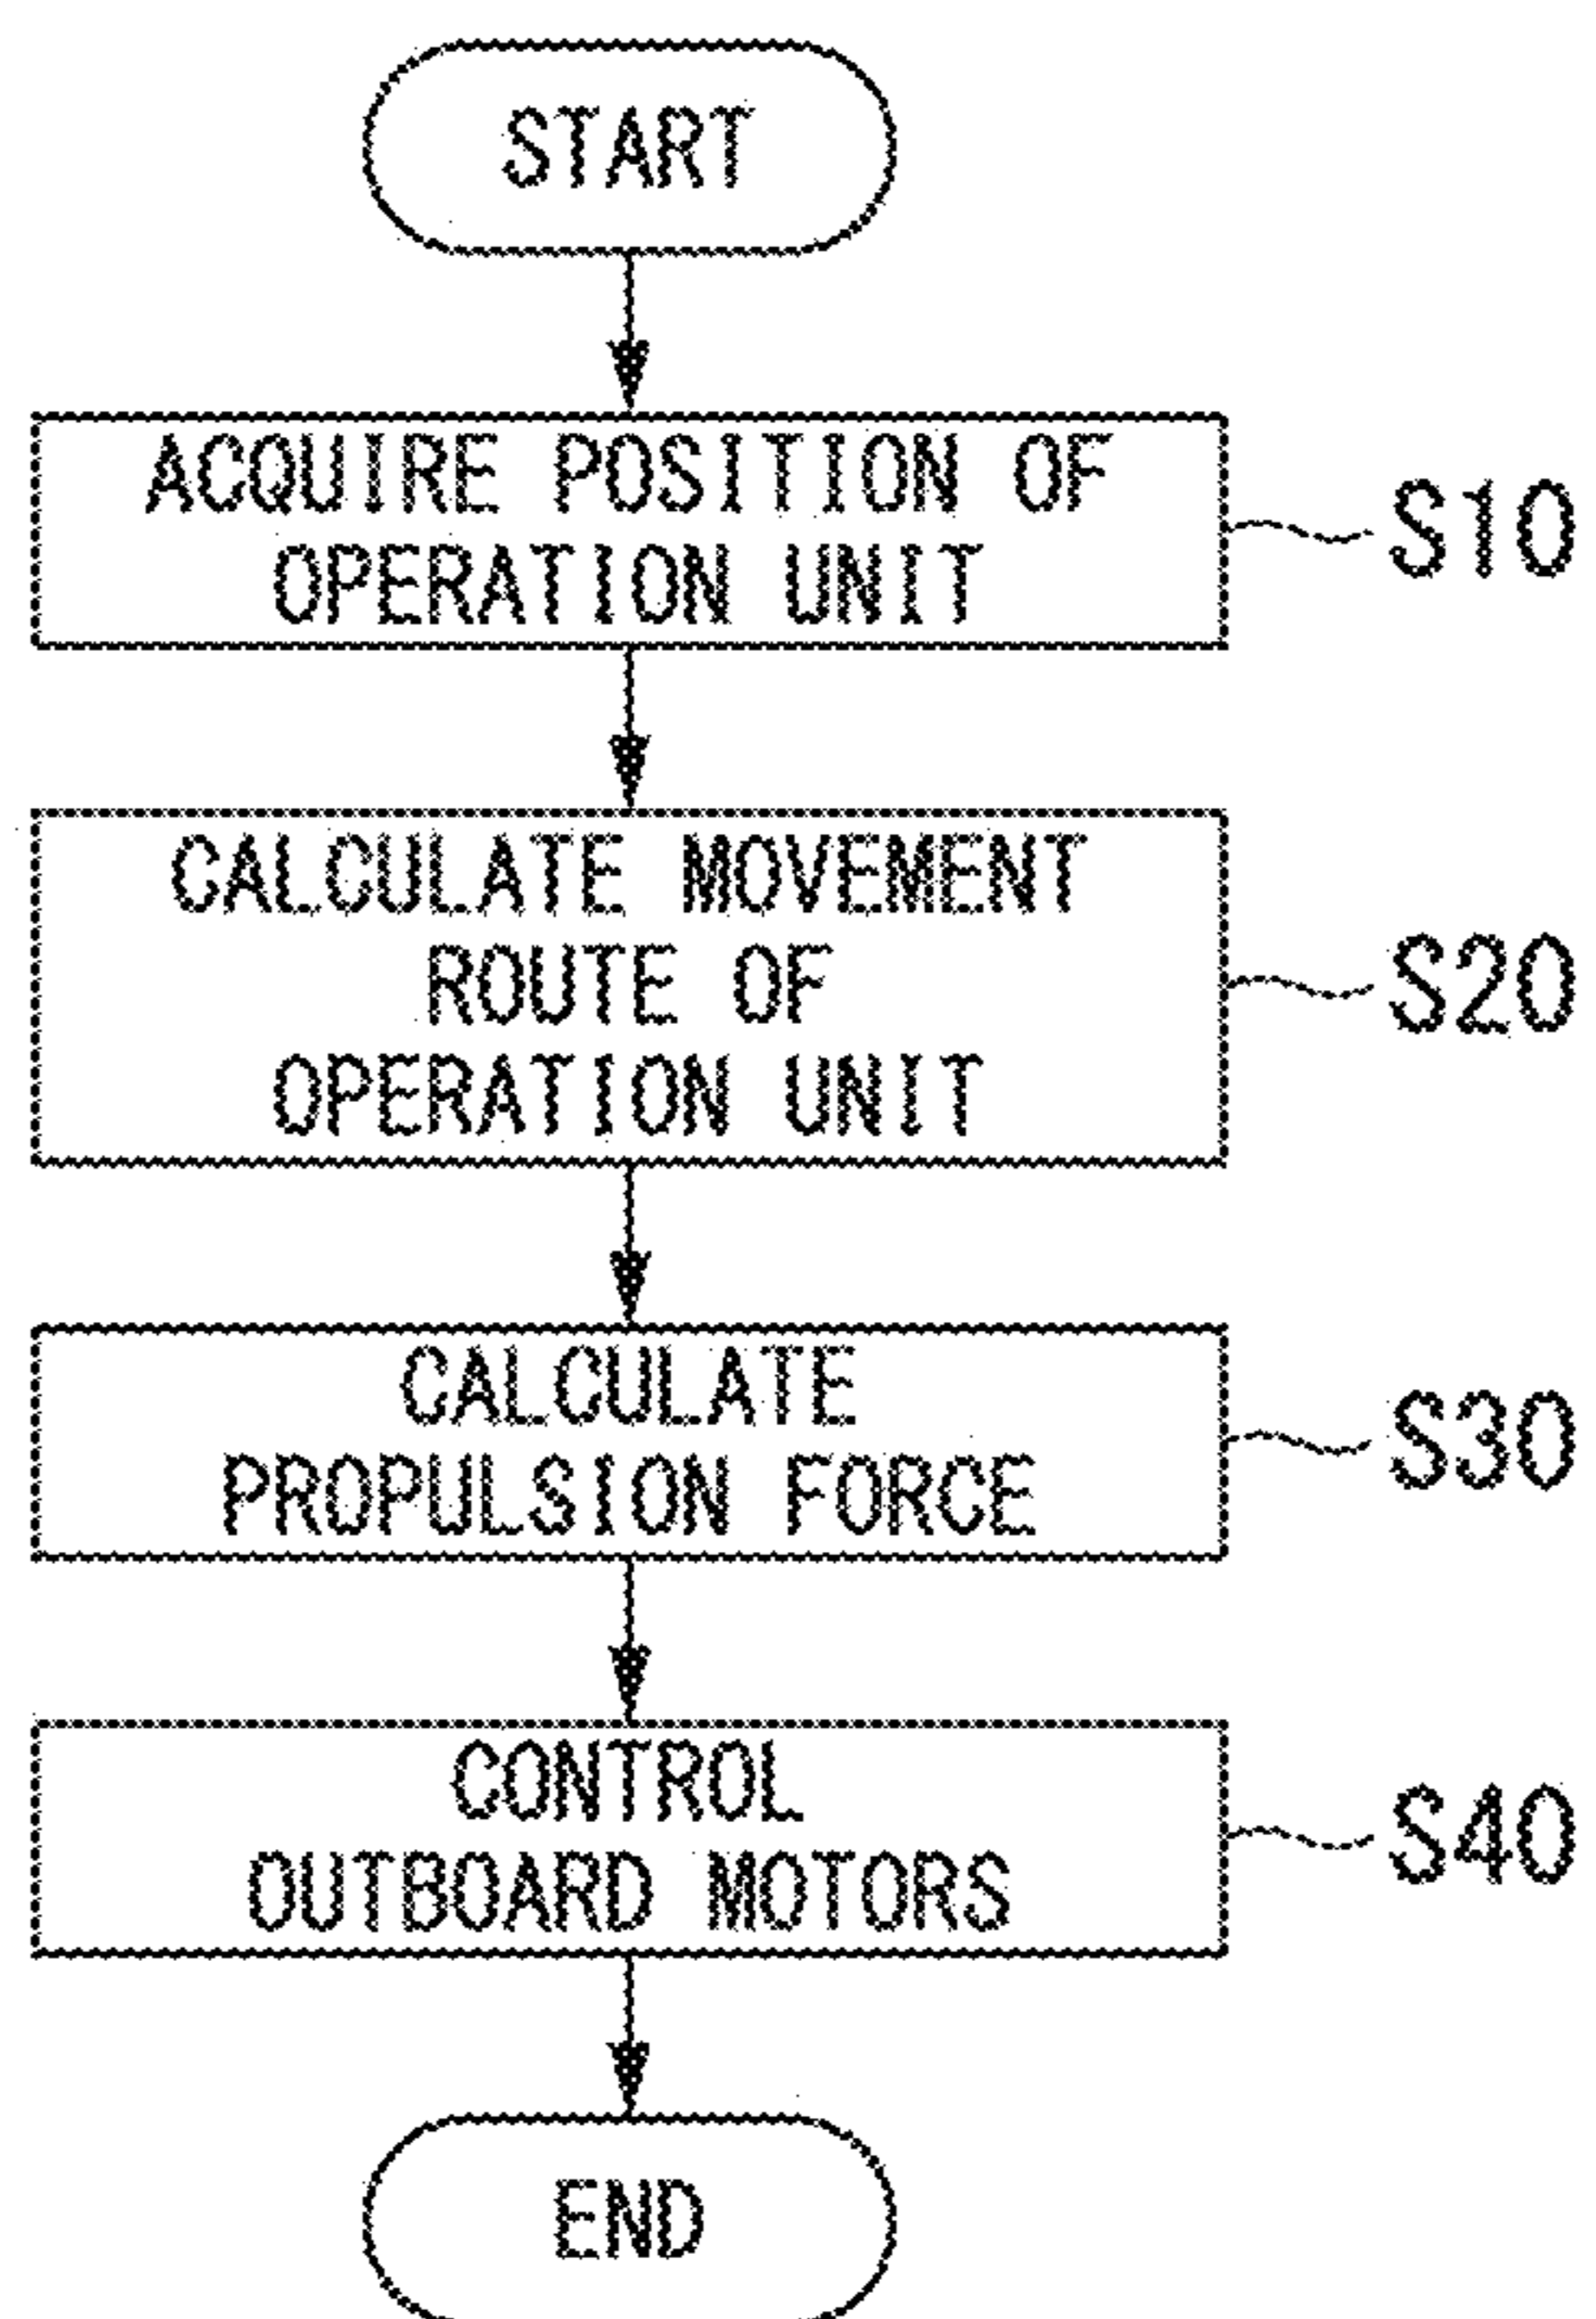 START
ACQUIRE POSITION OF
OPERATION UNIT
S10
CALCULATE MOVEMENT
ROUTE OF
OPERATION UNIT
S20
CALCULATE
PROPULSION FORCE
S30
CONTROL
OUTBOARD MOTORS
S40
END